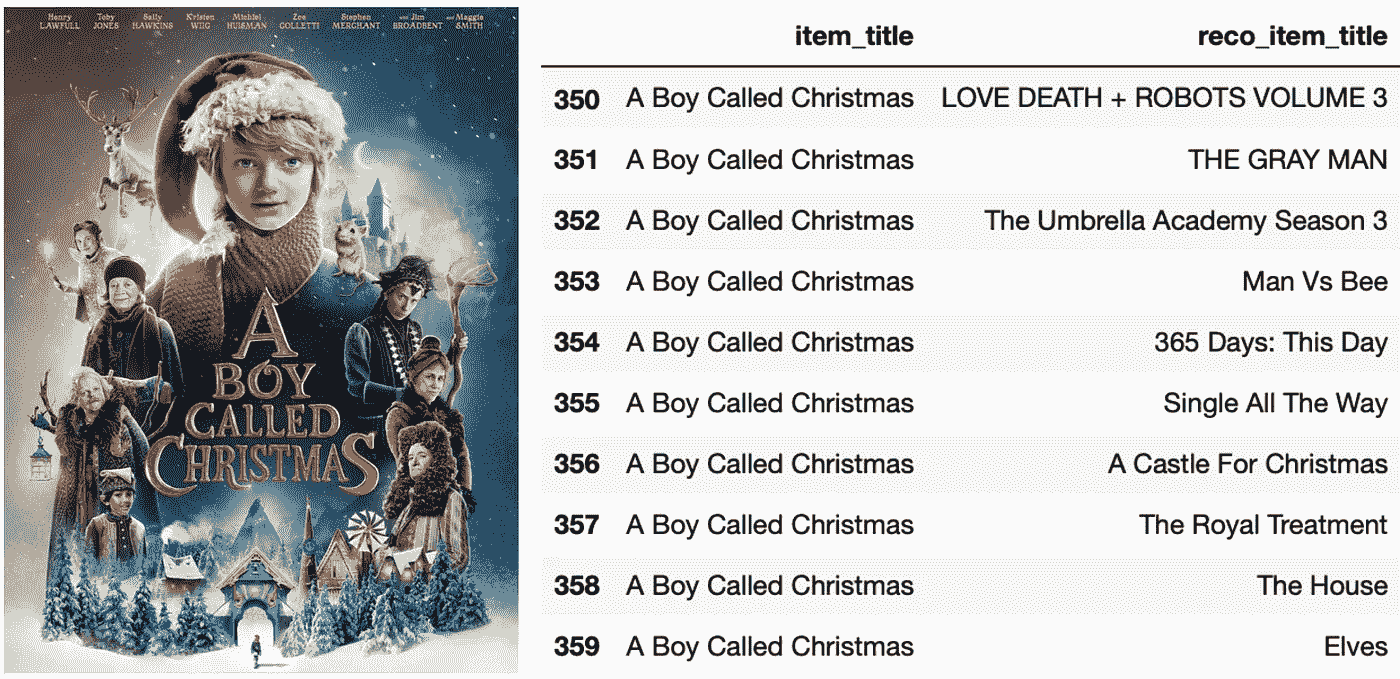 Henry LAWFULL Toby JONES Sally HAWKINS Kristen WIIG Michiel HUISMAN Zoe COLLETTI Stephen MERCHANT with Jim BROADBENT and Maggie SMITH
A
BOY
CALLED
CHRISTMAS
item_title reco_item_title
350 A Boy Called Christmas LOVE DEATH + ROBOTS VOLUME 3
351 A Boy Called Christmas THE GRAY MAN
352 A Boy Called Christmas The Umbrella Academy Season 3
353 A Boy Called Christmas Man Vs Bee
354 A Boy Called Christmas 365 Days: This Day
355 A Boy Called Christmas Single All The Way
356 A Boy Called Christmas A Castle For Christmas
357 A Boy Called Christmas The Royal Treatment
358 A Boy Called Christmas The House
359 A Boy Called Christmas Elves